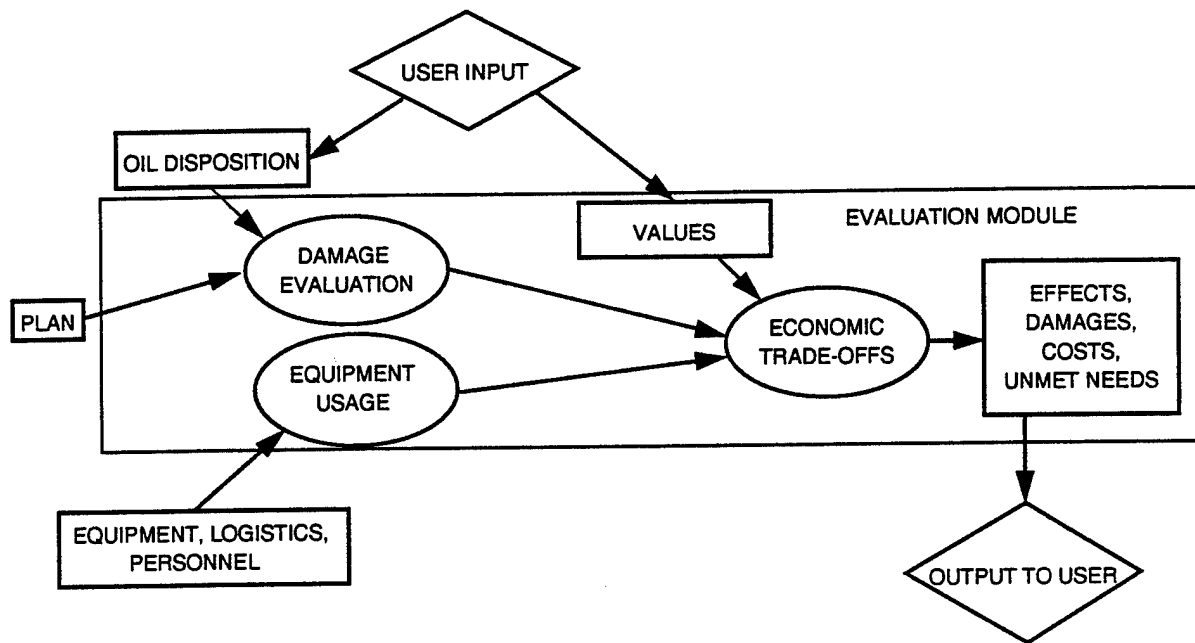 USER INPUT
OIL DISPOSITION
EVALUATION MODULE
VALUES
DAMAGE
EVALUATION
PLAN
EFFECTS,
DAMAGES,
COSTS,
UNMET NEEDS
ECONOMIC
TRADE-OFFS
EQUIPMENT
USAGE
EQUIPMENT, LOGISTICS,
PERSONNEL
OUTPUT TO USER